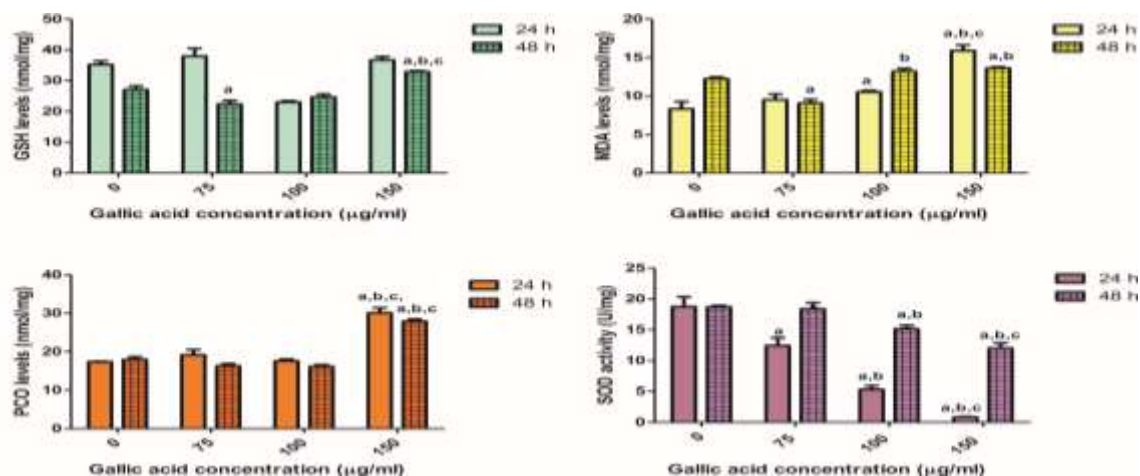 50
40
30
20
10
0
GSH levels (nmol/mg)
a
a,b,c
24 h
48 h
0
75
100
150
Gallic acid concentration (µg/ml)
20
15
10
5
0
MDA levels (nmol/mg)
a
a
b
a,b,c
a,b
24 h
48 h
0
75
100
150
Gallic acid concentration (µg/ml)
40
30
20
10
0
PCO levels (nmol/mg)
a,b,c,
a,b,c
24 h
48 h
0
75
100
150
Gallic acid concentration (µg/ml)
25
20
15
10
5
0
SOD activity (U/mg)
a
a,b
a,b
a,b,c
a,b,c
24 h
48 h
0
75
100
150
Gallic acid concentration (µg/ml)